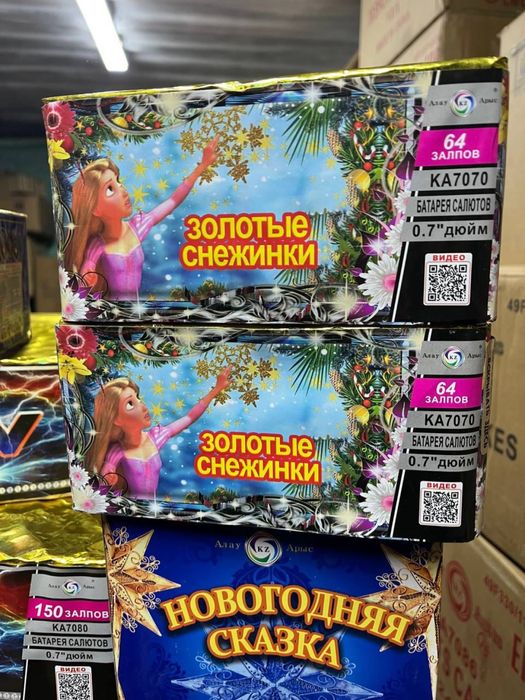 Алау KZ Арыс
64
ЗАЛПОВ
KA7070
БАТАРЕЯ САЛЮТОВ
0.7"дюйм
ВИДЕО
ЗОЛОТЫЕ
СНЕЖИНКИ
Алау KZ Арыс
64
ЗАЛПОВ
KA7070
БАТАРЕЯ САЛЮТОВ
0.7"дюйм
ВИДЕО
ЗОЛОТЫЕ
СНЕЖИНКИ
Алау KZ Арыс
НОВОГОДНЯЯ
СКАЗКА
Алау Арыс
150 ЗАЛПОВ
KA7080
БАТАРЕЯ САЛЮТОВ
0.7"дюйм
ВИДЕО